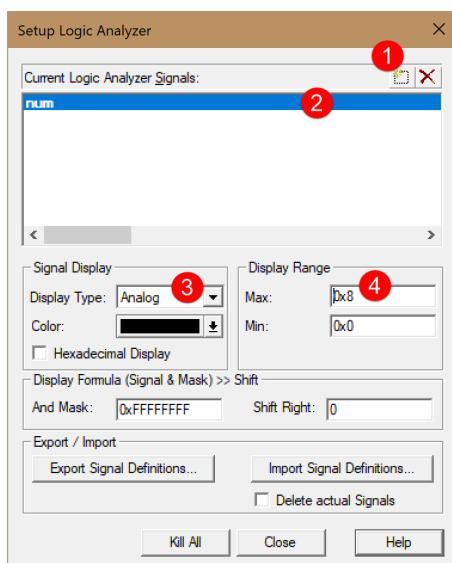 Setup Logic Analyzer
1
Current Logic Analyzer Signals:
num
2
Signal Display
Display Range
Display Type: Analog 3
Max: 0x8 4
Color:
Min: 0x0
Hexadecimal Display
Display Formula (Signal & Mask) >> Shift
And Mask: 0xFFFFFFFF Shift Right: 0
Export / Import
Export Signal Definitions... Import Signal Definitions...
Delete actual Signals
Kill All Close Help